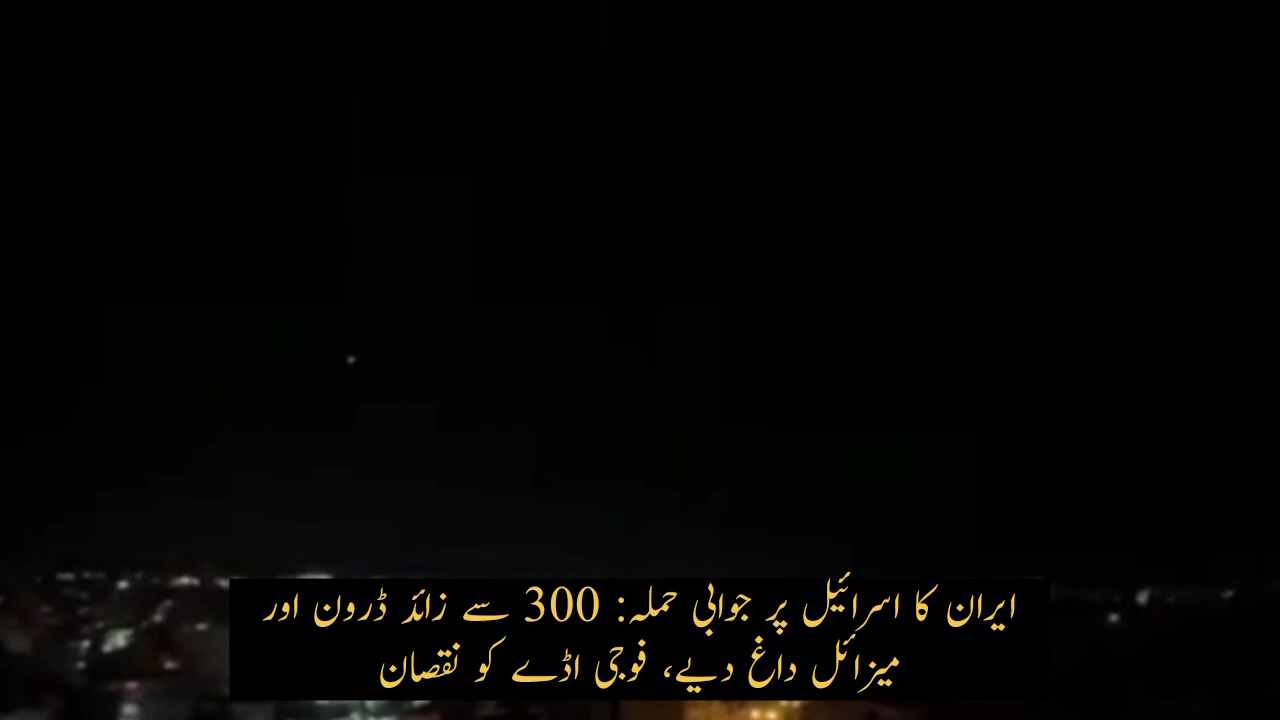 ایران کا اسرائیل پر جوابی حملہ: 300 سے زائد ڈرون اور
میزائل داغ دیے، فوجی اڈے کو نقصان